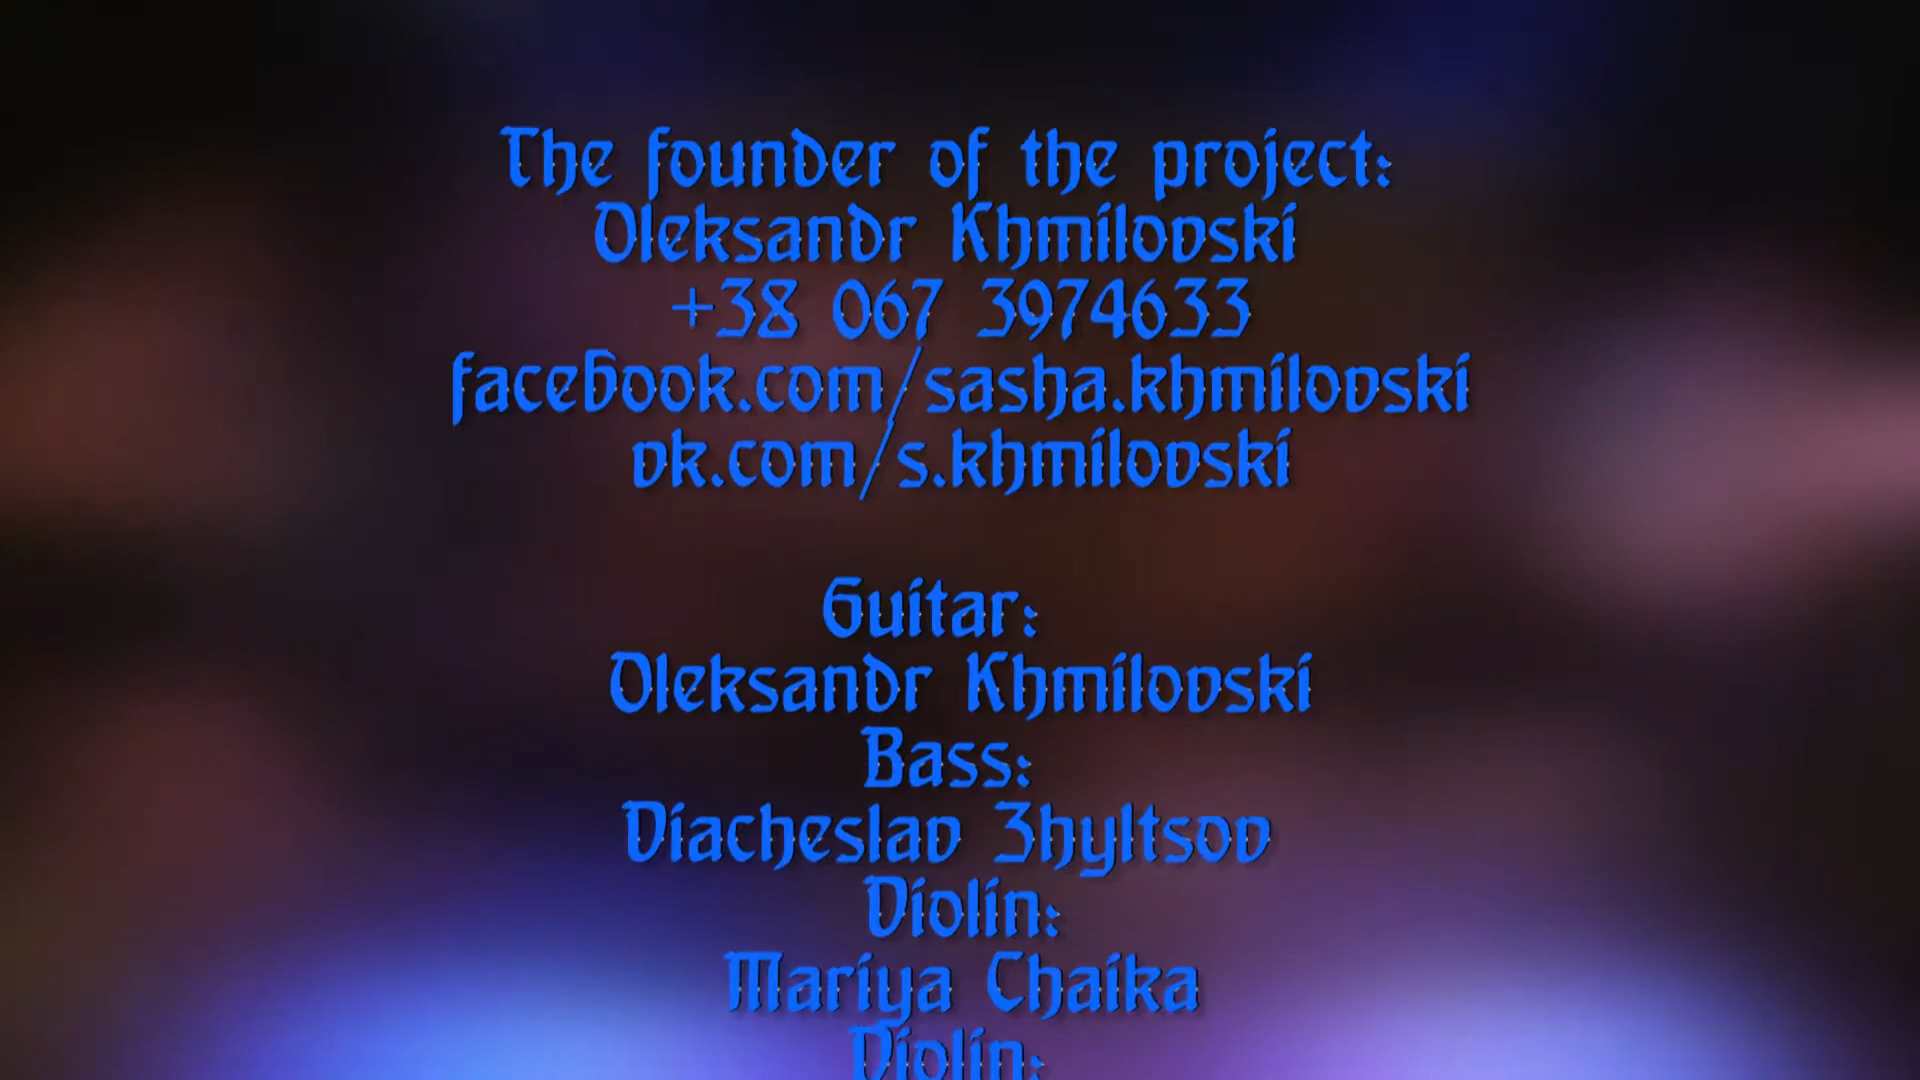 The founder of the project:
Oleksandr Khmilovski
+38 067 3974633
facebook.com/sasha.khmilovski
vk.com/s.khmilovski
Guitar:
Oleksandr Khmilovski
Bass:
Viacheslav Zhyltsov
Violin:
Mariya Chaika
Violin: